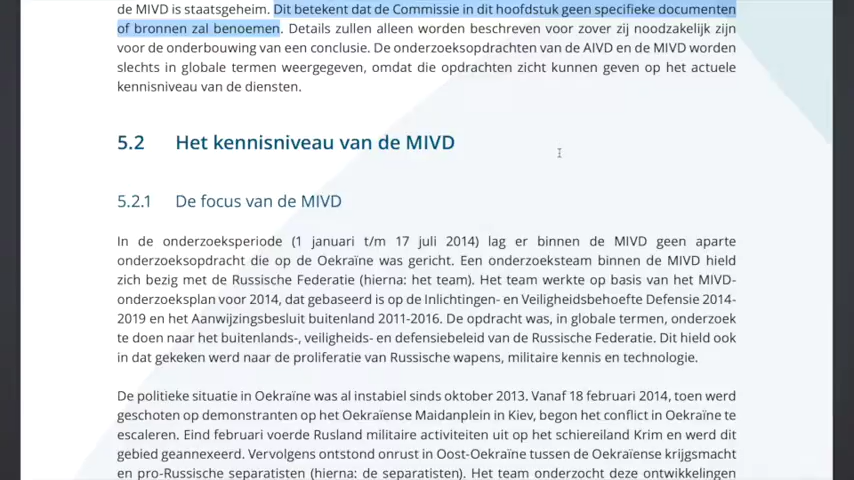 de MIVD is staatsgeheim. Dit betekent dat de Commissie in dit hoofdstuk geen specifieke documenten
of bronnen zal benoemen. Details zullen alleen worden beschreven voor zover zij noodzakelijk zijn
voor de onderbouwing van een conclusie. De onderzoeksopdrachten van de AIVD en de MIVD worden
slechts in globale termen weergegeven, omdat die opdrachten zicht kunnen geven op het actuele
kennisniveau van de diensten.
5.2 Het kennisniveau van de MIVD
5.2.1 De focus van de MIVD
In de onderzoeksperiode (1 januari t/m 17 juli 2014) lag er binnen de MIVD geen aparte
onderzoeksopdracht die op de Oekraïne was gericht. Een onderzoeksteam binnen de MIVD hield
zich bezig met de Russische Federatie (hierna: het team). Het team werkte op basis van het MIVD-
onderzoeksplan voor 2014, dat gebaseerd is op de Inlichtingen- en Veiligheidsbehoefte Defensie 2014-
2019 en het Aanwijzingsbesluit buitenland 2011-2016. De opdracht was, in globale termen, onderzoek
te doen naar het buitenlands-, veiligheids- en defensiebeleid van de Russische Federatie. Dit hield ook
in dat gekeken werd naar de proliferatie van Russische wapens, militaire kennis en technologie.
De politieke situatie in Oekraïne was al instabiel sinds oktober 2013. Vanaf 18 februari 2014, toen werd
geschoten op demonstranten op het Oekraïense Maidanplein in Kiev, begon het conflict in Oekraïne te
escaleren. Eind februari voerde Rusland militaire activiteiten uit op het schiereiland Krim en werd dit
gebied geannexeerd. Vervolgens ontstond onrust in Oost-Oekraïne tussen de Oekraïense krijgsmacht
en pro-Russische separatisten (hierna: de separatisten). Het team onderzocht deze ontwikkelingen